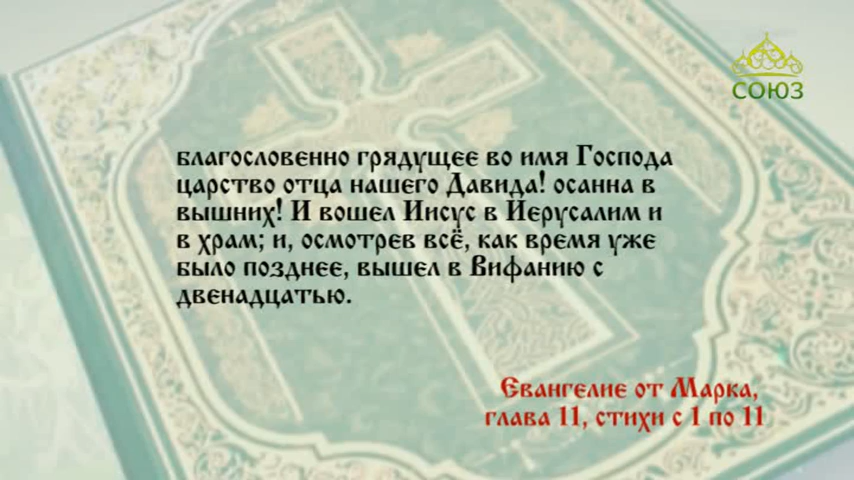 СОЮЗ
благословенно грядущее во имя Господа
царство отца нашего Давида! осанна в
вышних! И вошел Иисус в Иерусалим и
в храм; и, осмотрев всё, как время уже
было позднее, вышел в Вифанию с
двенадцатью.
Евангелие от Марка,
глава 11, стихи с 1 по 11